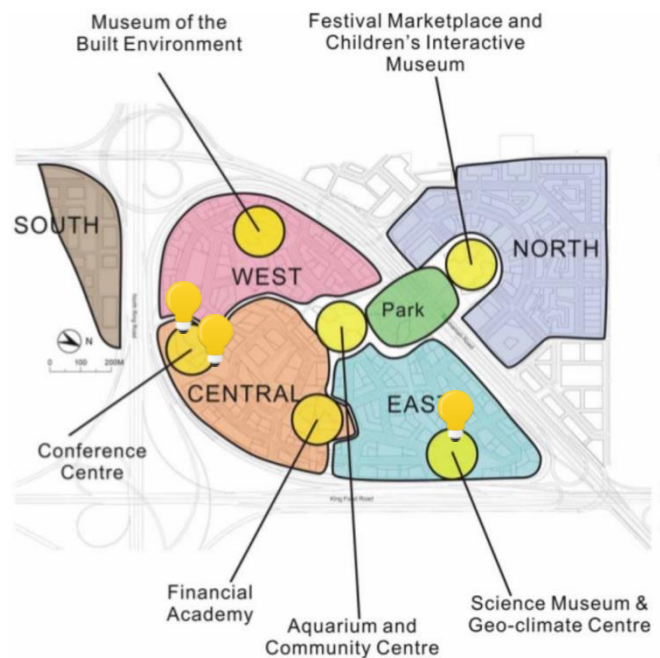 Museum of the
Built Environment
Festival Marketplace and
Children's Interactive
Museum
SOUTH
WEST
NORTH
Park
N
0 100 200M
CENTRAL
EAST
Conference
Centre
King Fahd Road
Financial
Academy
Aquarium and
Community Centre
Science Museum &
Geo-climate Centre